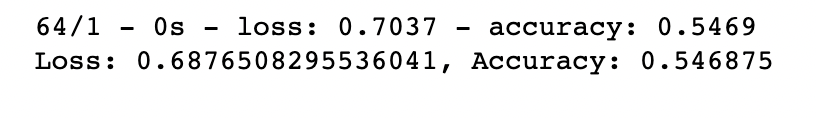 64/1 - 0s - loss: 0.7037 - accuracy: 0.5469
Loss: 0.6876508295536041, Accuracy: 0.546875